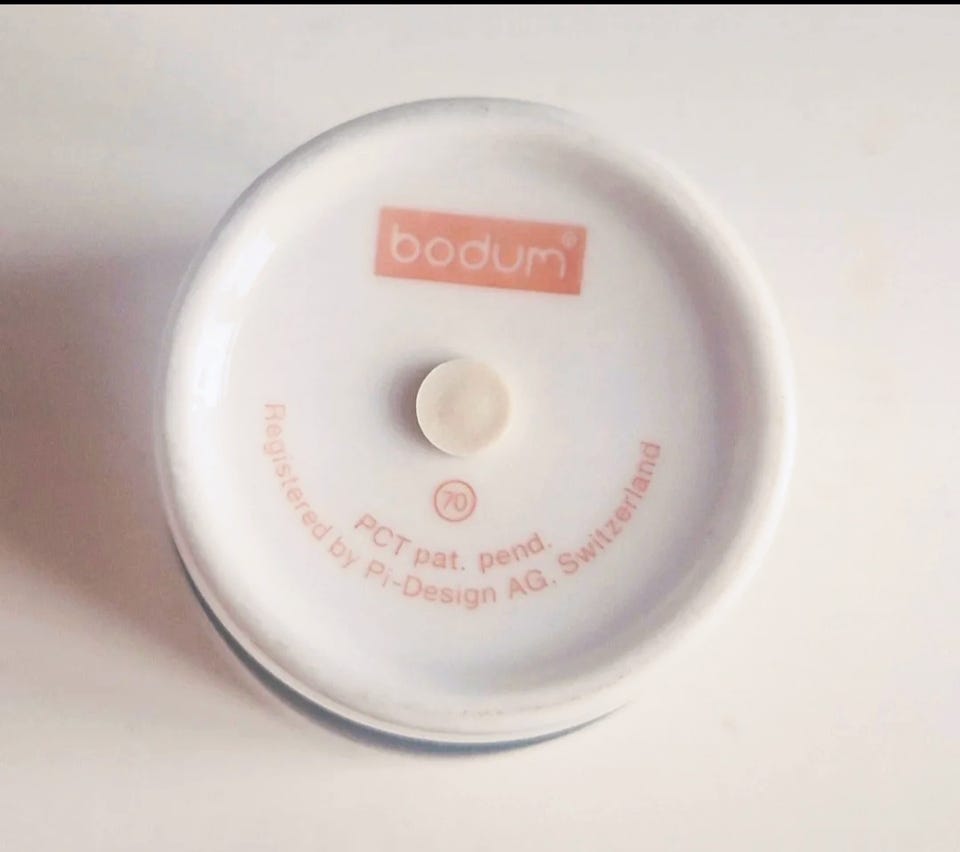 bodum®
70
PCT pat. pend.
Registered by Pi-Design AG. Switzerland